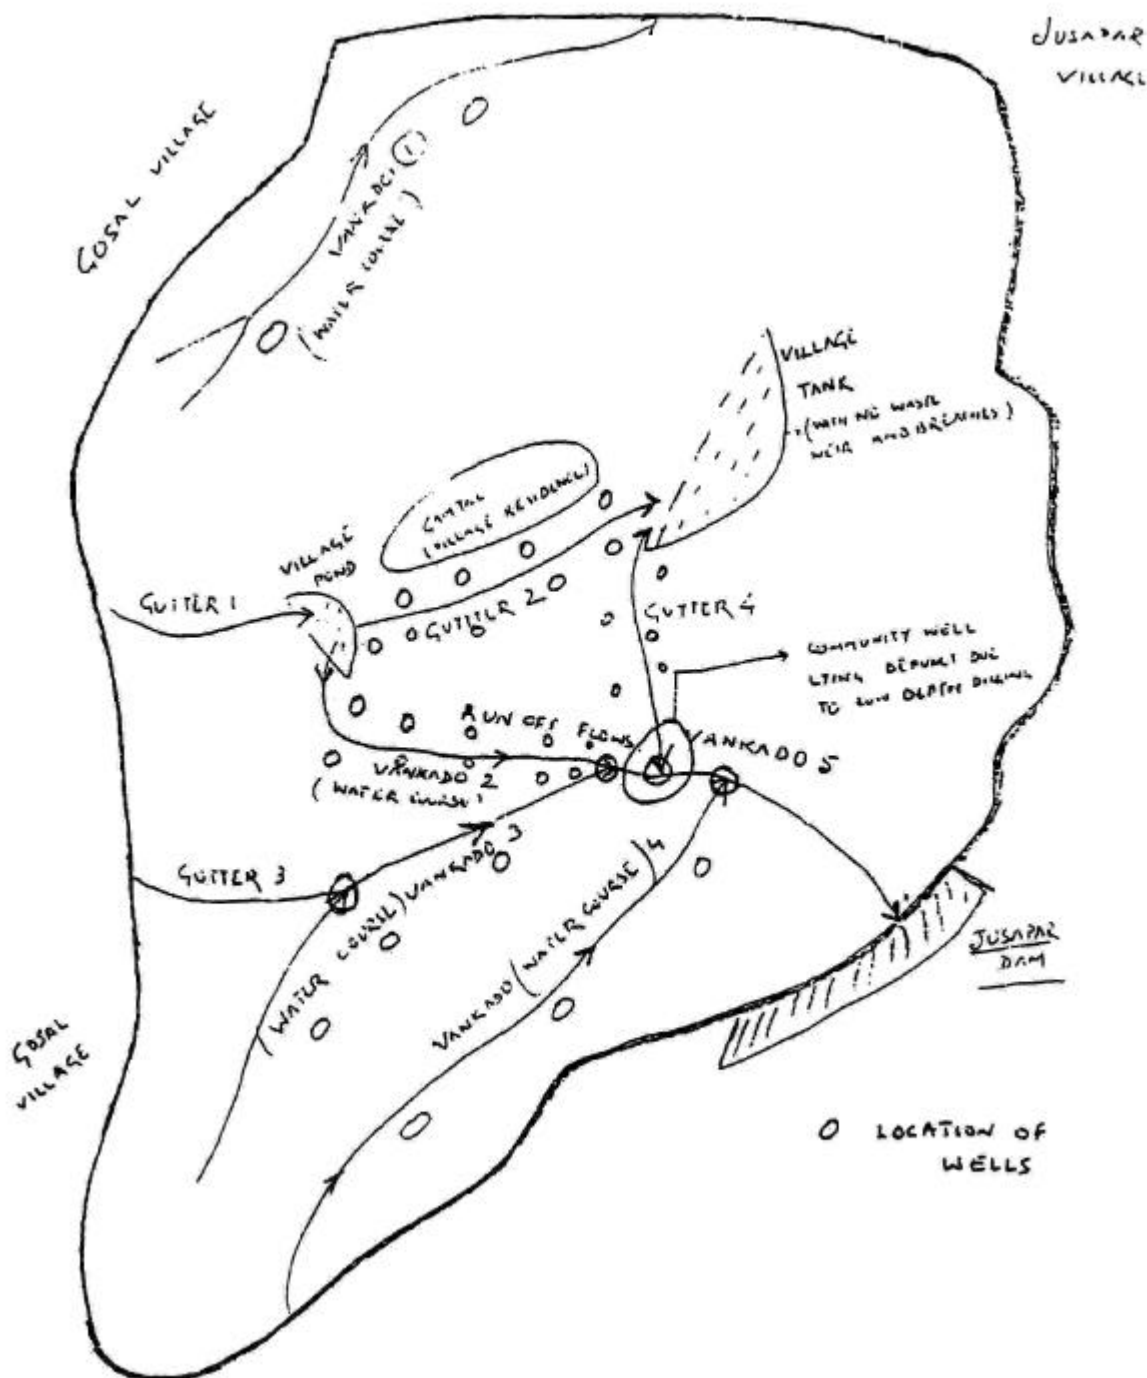 JUSAPAR
VILLAGE
GOSAL VILLAGE
VANKADO (1)
(WATER COURSE)
VILLAGE
TANK
(WITH NO WASTE
WEIR AND BREACHES)
(VILLAGE RESIDENCES)
VILLAGE
POND
GUTTER 1
GUTTER 2
GUTTER 4
COMMUNITY WELL
LYING DEFUNCT DUE
TO LOW DEPTH
RUN OFF FLOWS
VANKADO 5
VANKADO 2
(WATER COURSE)
GUTTER 3
(WATER COURSE) VANKADO 3
VANKADO (WATER COURSE) 4
JUSAPAR
DAM
GOSAL
VILLAGE
O LOCATION OF
WELLS